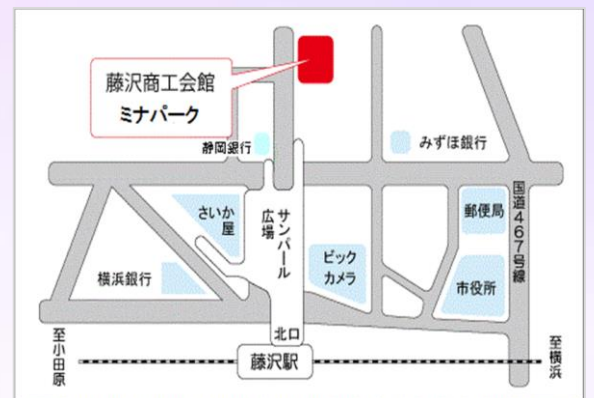 藤沢商工会館
ミナパーク
静岡銀行
みずほ銀行
さいか
屋
サンパール
広場
郵便局
国道467号線
横浜銀行
ビック
カメラ
市役所
北口
至小田原
藤沢駅
至横浜